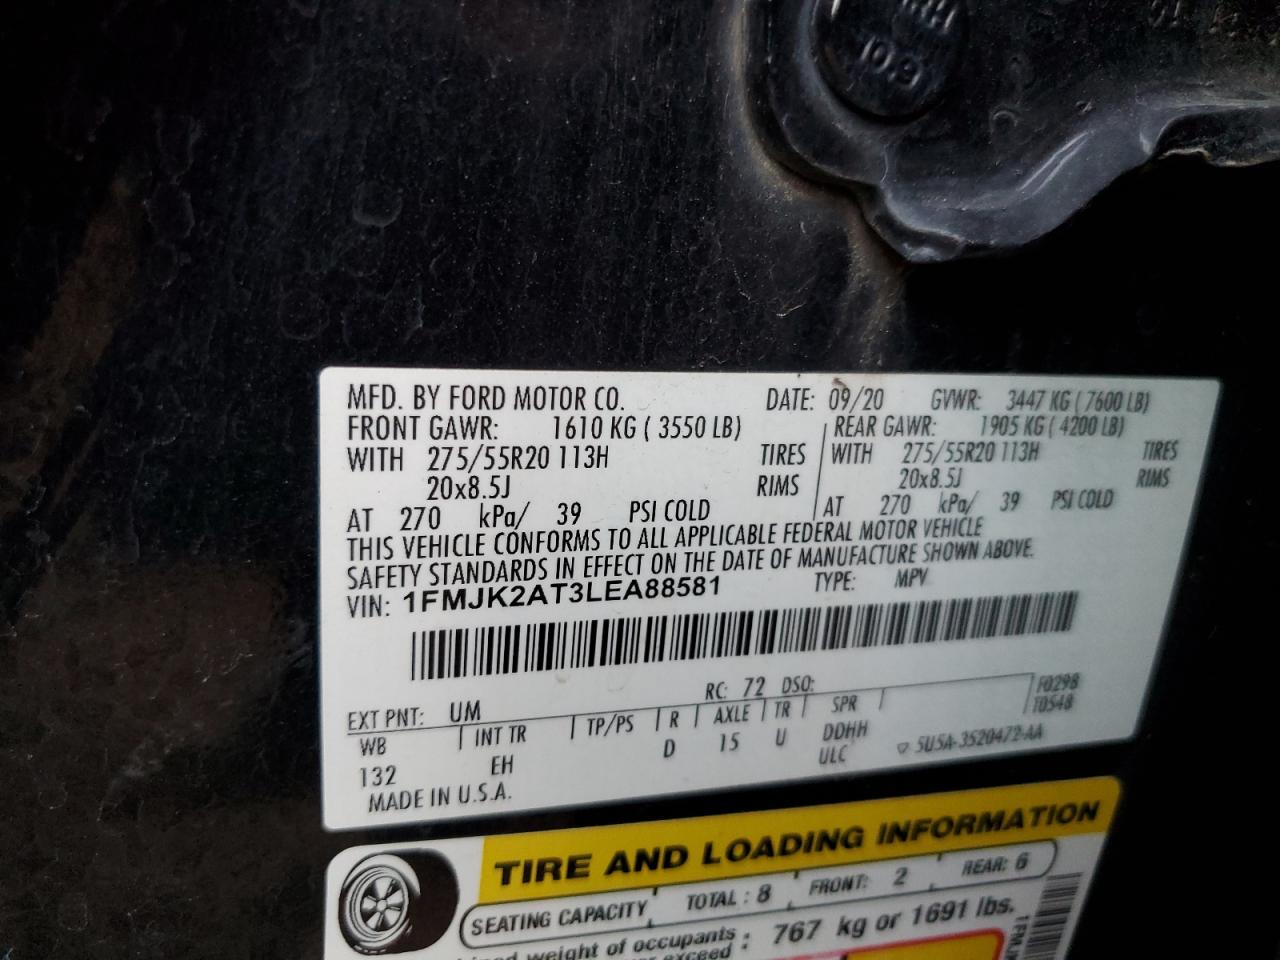 10.9
MFD. BY FORD MOTOR CO. DATE: 09/20 GVWR: 3447 KG ( 7600 LB)
FRONT GAWR: 1610 KG ( 3550 LB) REAR GAWR: 1905 KG ( 4200 LB)
WITH 275/55R20 113H TIRES WITH 275/55R20 113H TIRES
20x8.5J RIMS 20x8.5J RIMS
AT 270 kPa/ 39 PSI COLD AT 270 kPa/ 39 PSI COLD
THIS VEHICLE CONFORMS TO ALL APPLICABLE FEDERAL MOTOR VEHICLE
SAFETY STANDARDS IN EFFECT ON THE DATE OF MANUFACTURE SHOWN ABOVE.
VIN: 1FMJK2AT3LEA88581 TYPE: MPV
RC: 72 DSO: F0298
EXT PNT: UM T0548
WB INT TR TP/PS R AXLE TR SPR
132 EH D 15 U DDHH
ULC 5U5A-3520472-AA
MADE IN U.S.A.
TIRE AND LOADING INFORMATION
SEATING CAPACITY TOTAL : 8 FRONT: 2 REAR: 6
weight of occupants : 767 kg or 1691 lbs.
exceed